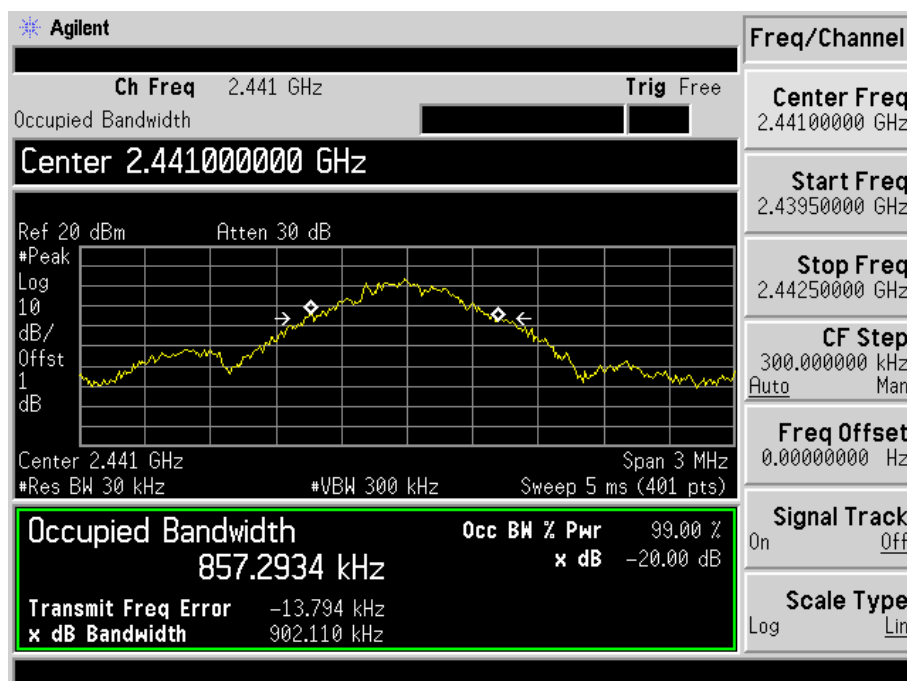 Agilent
Ch Freq 2.441 GHz Trig Free
Occupied Bandwidth
Center 2.441000000 GHz
Ref 20 dBm Atten 30 dB
#Peak
Log
10
dB/
Offst
1
dB
Center 2.441 GHz Span 3 MHz
#Res BW 30 kHz #VBW 300 kHz Sweep 5 ms (401 pts)
Occupied Bandwidth
857.2934 kHz
Occ BW % Pwr 99.00 %
x dB -20.00 dB
Transmit Freq Error -13.794 kHz
x dB Bandwidth 902.110 kHz
Freq/Channel
Center Freq
2.44100000 GHz
Start Freq
2.43950000 GHz
Stop Freq
2.44250000 GHz
CF Step
300.000000 kHz
Auto Man
Freq Offset
0.00000000 Hz
Signal Track
On Off
Scale Type
Log Lin